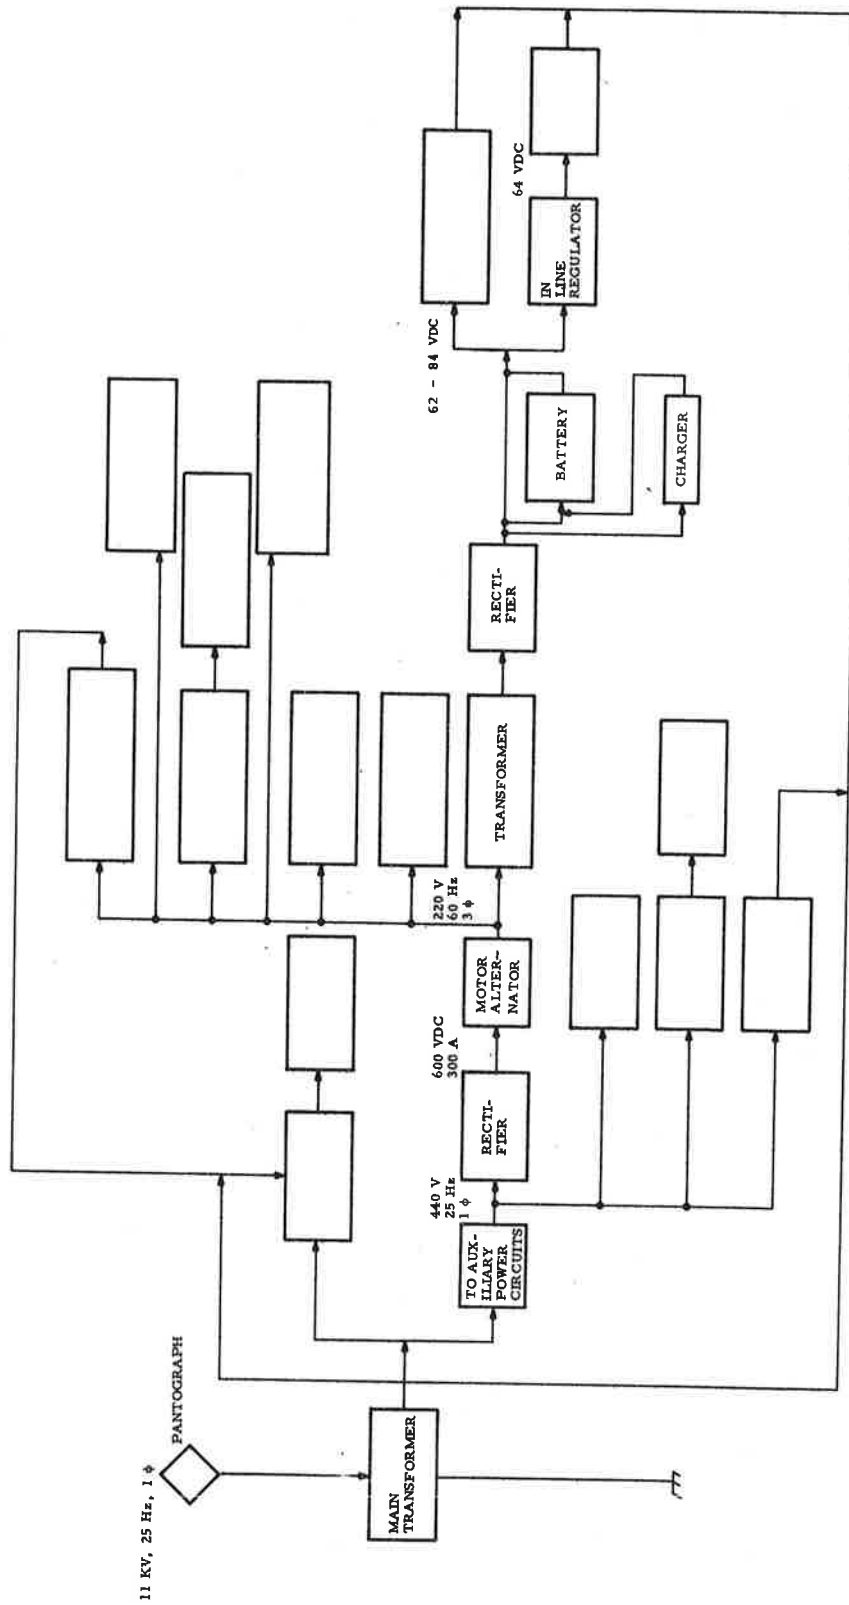 11 KV, 25 Hz, 1 ϕ
PANTOGRAPH
MAIN
TRANSFORMER
TO AUX-
ILIARY
POWER
CIRCUITS
440 V
25 Hz
1 ϕ
RECTI-
FIER
600 VDC
300 A
MOTOR
ALTER-
NATOR
220 V
60 Hz
3 ϕ
TRANSFORMER
RECTI-
FIER
BATTERY
CHARGER
62 - 84 VDC
IN
LINE
REGULATOR
64 VDC